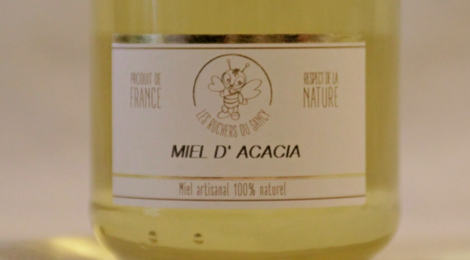 PRODUIT DE
FRANCE
LES RUCHERS DU SANCY
RESPECT DE LA
NATURE
MIEL D' ACACIA
Miel artisanal 100% naturel